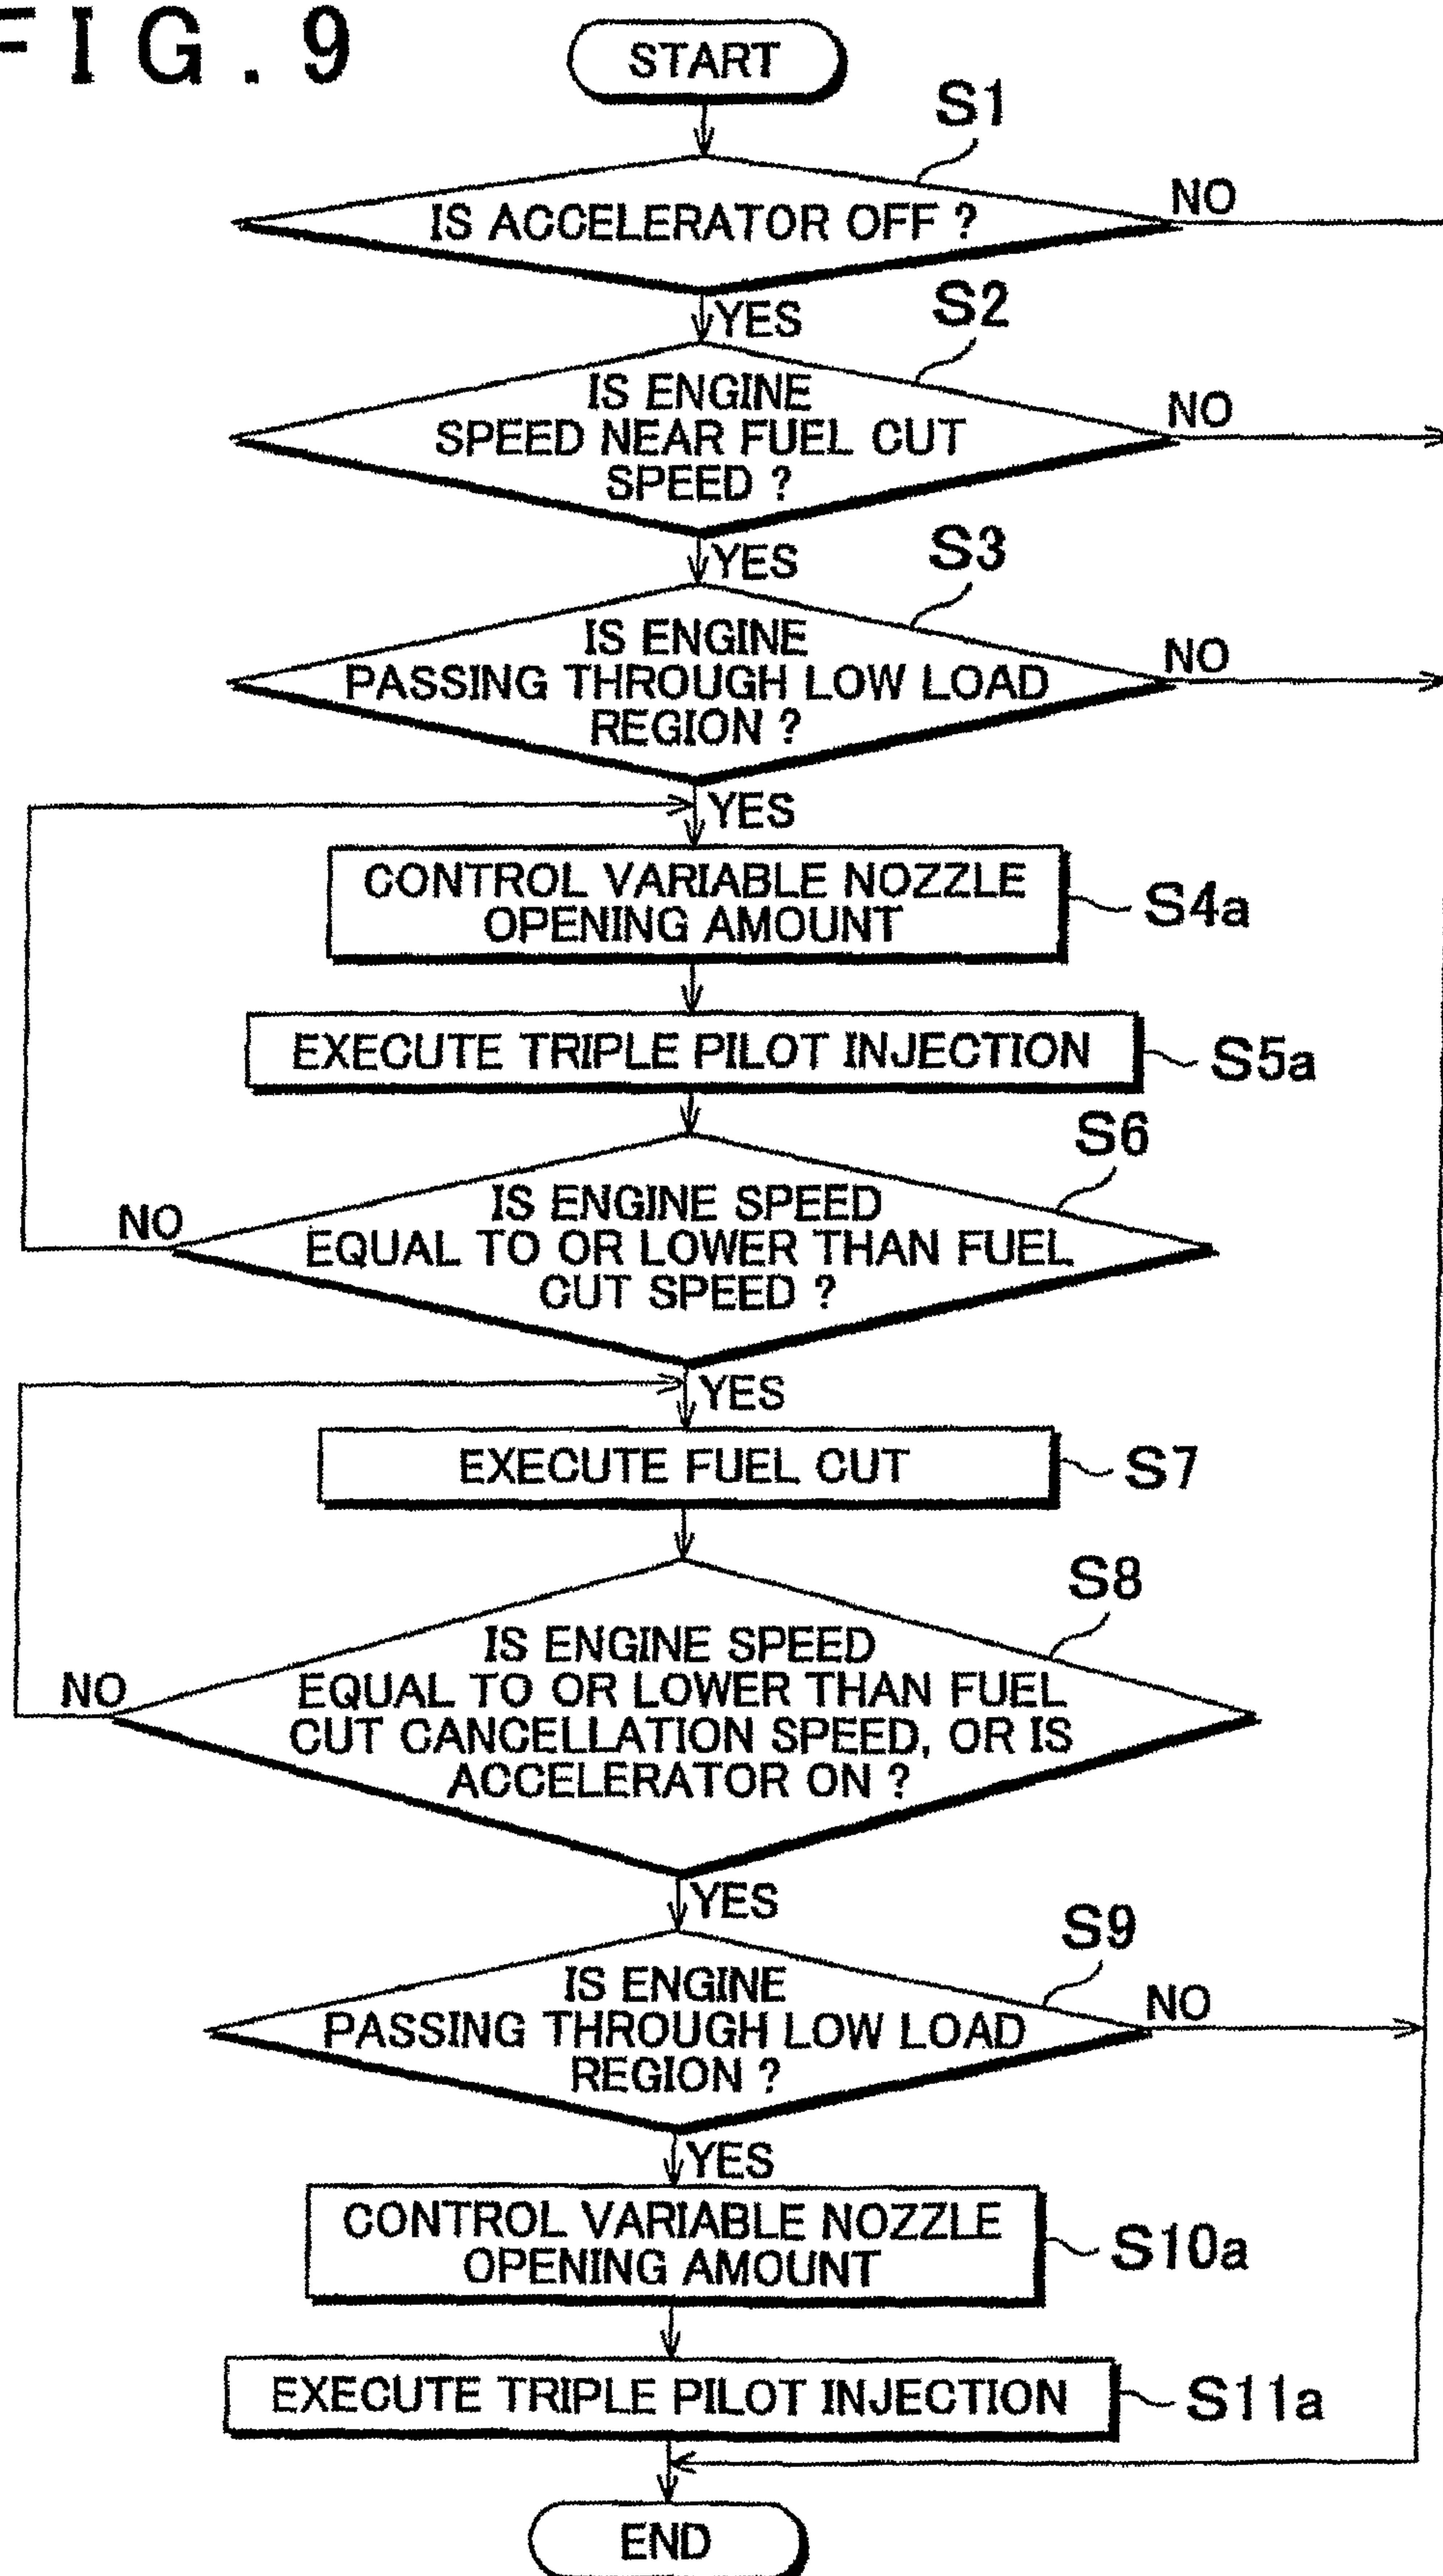 FIG. 9
START
S1
IS ACCELERATOR OFF ?
NO
YES
S2
IS ENGINE
SPEED NEAR FUEL CUT
SPEED ?
NO
YES
S3
IS ENGINE
PASSING THROUGH LOW LOAD
REGION ?
NO
YES
CONTROL VARIABLE NOZZLE
OPENING AMOUNT
S4a
EXECUTE TRIPLE PILOT INJECTION
S5a
S6
IS ENGINE SPEED
EQUAL TO OR LOWER THAN FUEL
CUT SPEED ?
NO
YES
EXECUTE FUEL CUT
S7
S8
IS ENGINE SPEED
EQUAL TO OR LOWER THAN FUEL
CUT CANCELLATION SPEED, OR IS
ACCELERATOR ON ?
NO
YES
S9
IS ENGINE
PASSING THROUGH LOW LOAD
REGION ?
NO
YES
CONTROL VARIABLE NOZZLE
OPENING AMOUNT
S10a
EXECUTE TRIPLE PILOT INJECTION
S11a
END